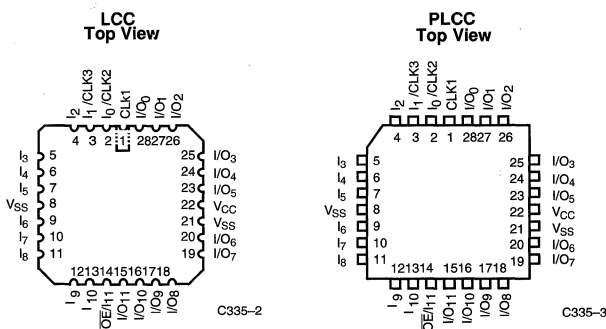 LCC
Top View
I2 I1/CLK3 I0/CLK2 CLk1 I/O0 I/O1 I/O2
4 3 2 1 28 27 26
I3 5 25 I/O3
I4 6 24 I/O4
I5 7 23 I/O5
VSS 8 22 VCC
I6 9 21 VSS
I7 10 20 I/O6
I8 11 19 I/O7
12 13 14 15 16 17 18
I9 I10 OE/I11 I/O11 I/O10 I/O9 I/O8
C335–2
PLCC
Top View
I2 I1/CLK3 I0/CLK2 CLK1 I/O0 I/O1 I/O2
4 3 2 1 28 27 26
I3 5 25 I/O3
I4 6 24 I/O4
I5 7 23 I/O5
VSS 8 22 VCC
I6 9 21 VSS
I7 10 20 I/O6
I8 11 19 I/O7
12 13 14 15 16 17 18
I9 I10 OE/I11 I/O11 I/O10 I/O9 I/O8
C335–3